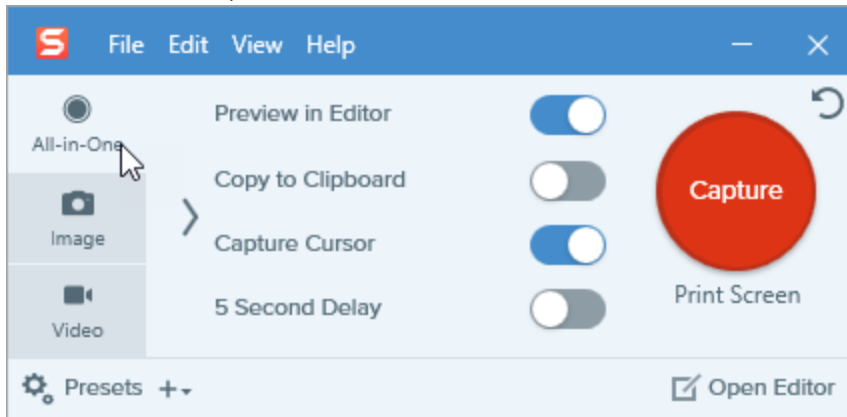 S File Edit View Help
All-in-One
Image
Video
Preview in Editor
Copy to Clipboard
Capture Cursor
5 Second Delay
Capture
Print Screen
Presets
Open Editor